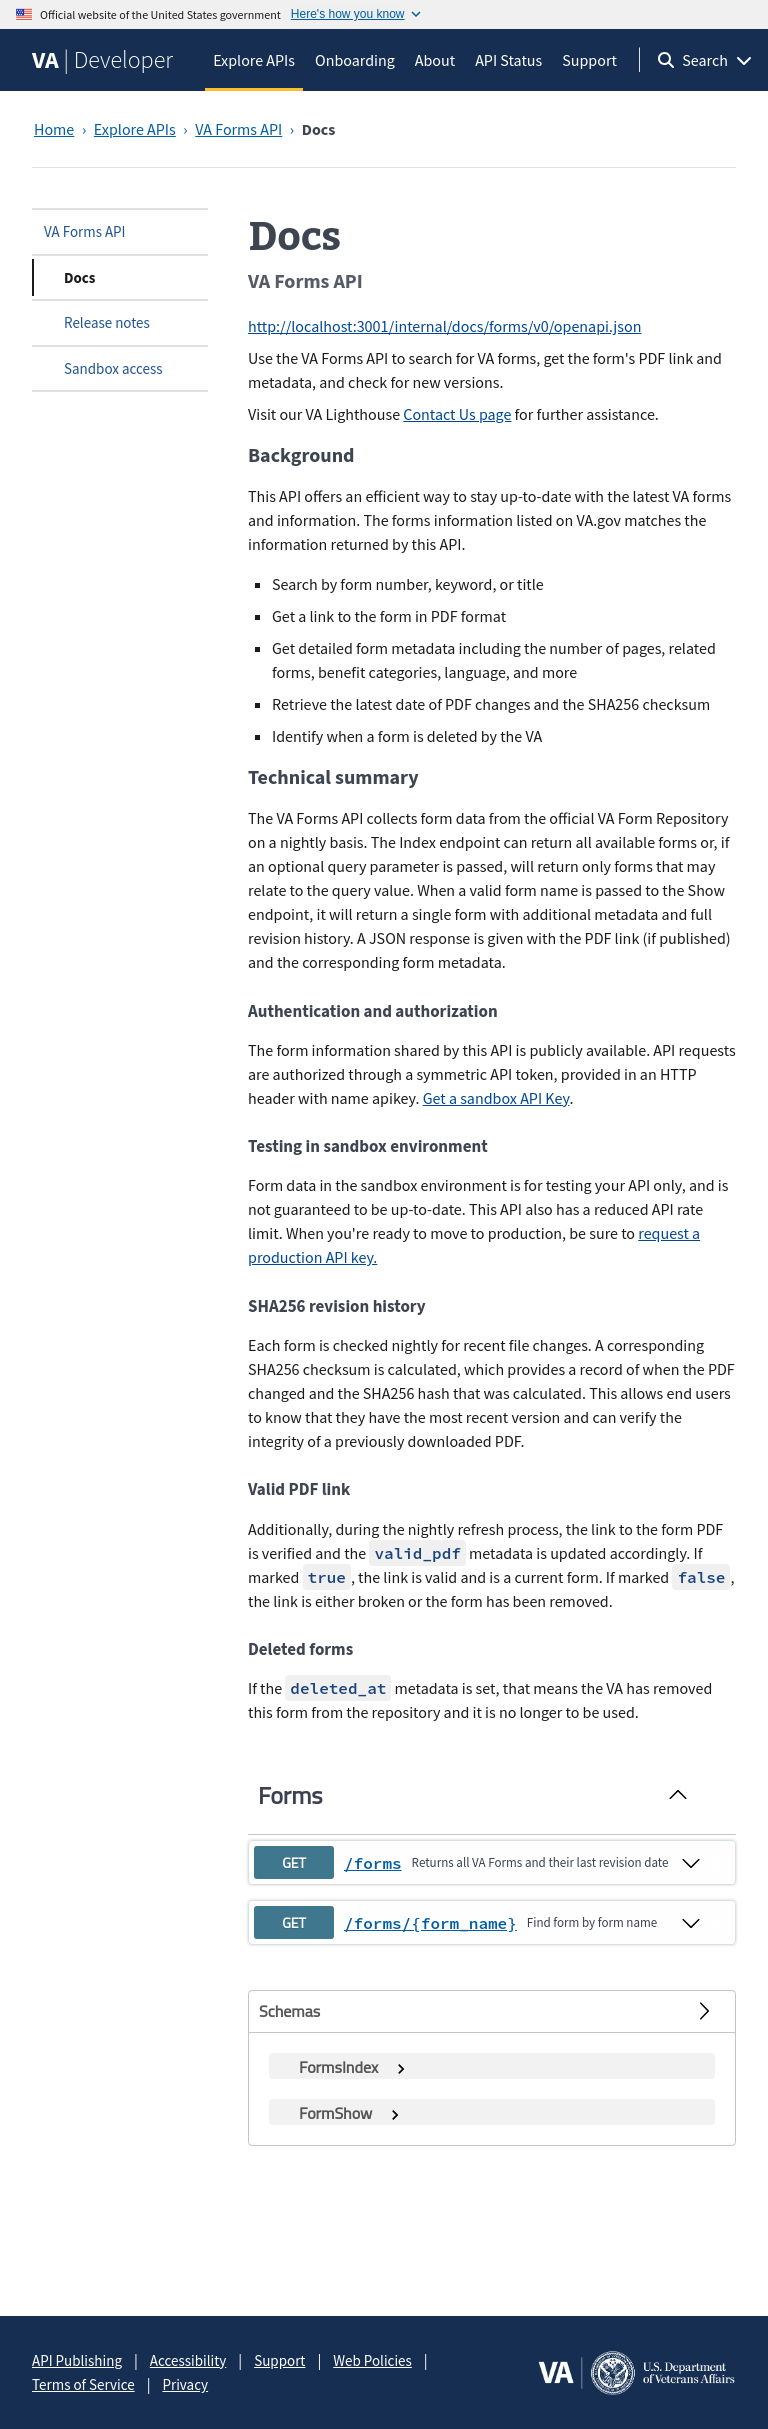 Official website of the United States government Here's how you know
VA | Developer Explore APIs Onboarding About API Status Support Search
Home › Explore APIs › VA Forms API › Docs
VA Forms API
Docs
Release notes
Sandbox access
Docs
VA Forms API
http://localhost:3001/internal/docs/forms/v0/openapi.json
Use the VA Forms API to search for VA forms, get the form's PDF link and
metadata, and check for new versions.
Visit our VA Lighthouse Contact Us page for further assistance.
Background
This API offers an efficient way to stay up-to-date with the latest VA forms
and information. The forms information listed on VA.gov matches the
information returned by this API.
▪ Search by form number, keyword, or title
▪ Get a link to the form in PDF format
▪ Get detailed form metadata including the number of pages, related
forms, benefit categories, language, and more
▪ Retrieve the latest date of PDF changes and the SHA256 checksum
▪ Identify when a form is deleted by the VA
Technical summary
The VA Forms API collects form data from the official VA Form Repository
on a nightly basis. The Index endpoint can return all available forms or, if
an optional query parameter is passed, will return only forms that may
relate to the query value. When a valid form name is passed to the Show
endpoint, it will return a single form with additional metadata and full
revision history. A JSON response is given with the PDF link (if published)
and the corresponding form metadata.
Authentication and authorization
The form information shared by this API is publicly available. API requests
are authorized through a symmetric API token, provided in an HTTP
header with name apikey. Get a sandbox API Key.
Testing in sandbox environment
Form data in the sandbox environment is for testing your API only, and is
not guaranteed to be up-to-date. This API also has a reduced API rate
limit. When you're ready to move to production, be sure to request a
production API key.
SHA256 revision history
Each form is checked nightly for recent file changes. A corresponding
SHA256 checksum is calculated, which provides a record of when the PDF
changed and the SHA256 hash that was calculated. This allows end users
to know that they have the most recent version and can verify the
integrity of a previously downloaded PDF.
Valid PDF link
Additionally, during the nightly refresh process, the link to the form PDF
is verified and the valid_pdf metadata is updated accordingly. If
marked true, the link is valid and is a current form. If marked false,
the link is either broken or the form has been removed.
Deleted forms
If the deleted_at metadata is set, that means the VA has removed
this form from the repository and it is no longer to be used.
Forms
GET /forms Returns all VA Forms and their last revision date
GET /forms/{form_name} Find form by form name
Schemas
FormsIndex
FormShow
API Publishing | Accessibility | Support | Web Policies |
Terms of Service | Privacy
VA | U.S. Department
of Veterans Affairs